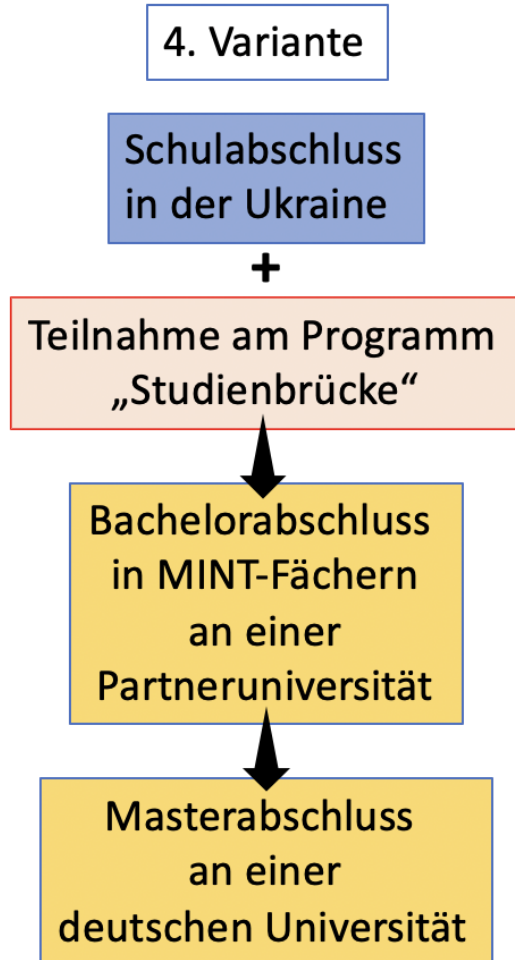 4. Variante
Schulabschluss
in der Ukraine
+
Teilnahme am Programm
„Studienbrücke“
Bachelorabschluss
in MINT-Fächern
an einer
Partneruniversität
Masterabschluss
an einer
deutschen Universität